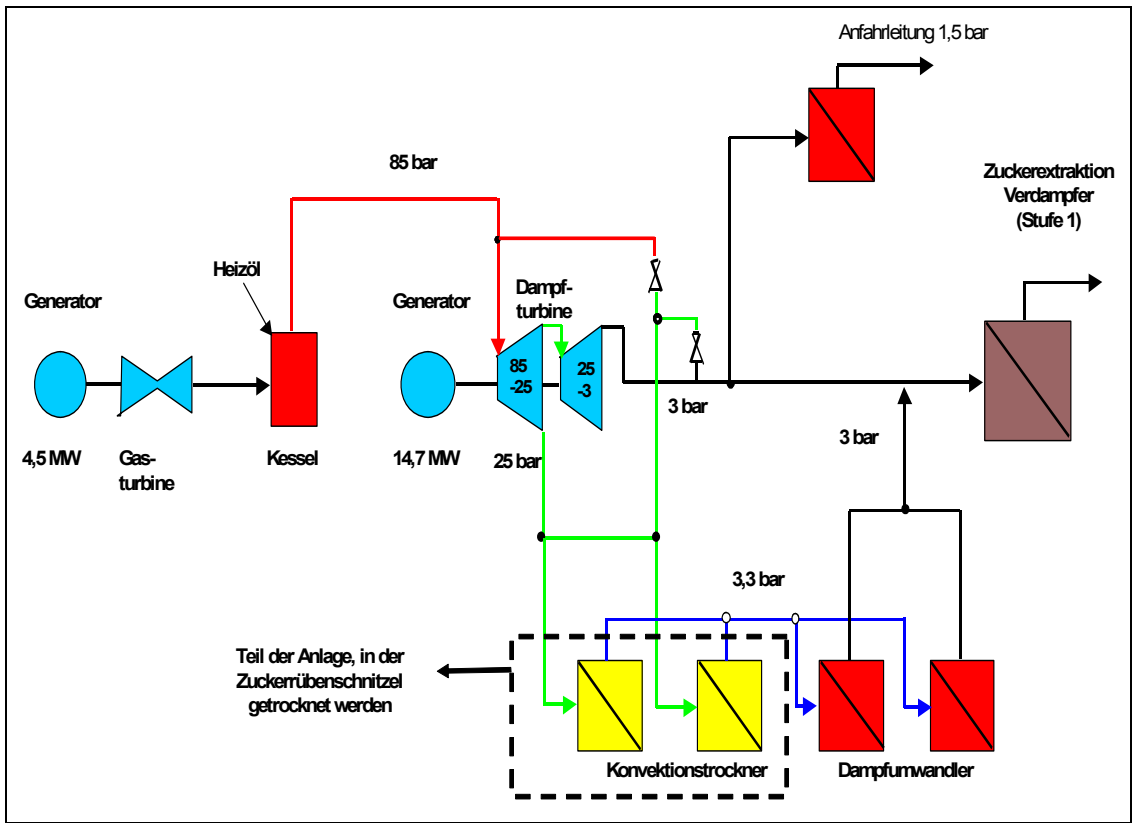 Anfahrleitung 1,5 bar
85 bar
Zuckerextraktion
Verdampfer
(Stufe 1)
Heizöl
Generator
Generator
Dampf-
turbine
85
-25
25
-3
3 bar
4,5 MW
Gas-
turbine
Kessel
14,7 MW
25 bar
3 bar
3,3 bar
Teil der Anlage, in der
Zuckerrübenschnitzel
getrocknet werden
Konvektionstrockner
Dampfumwandler